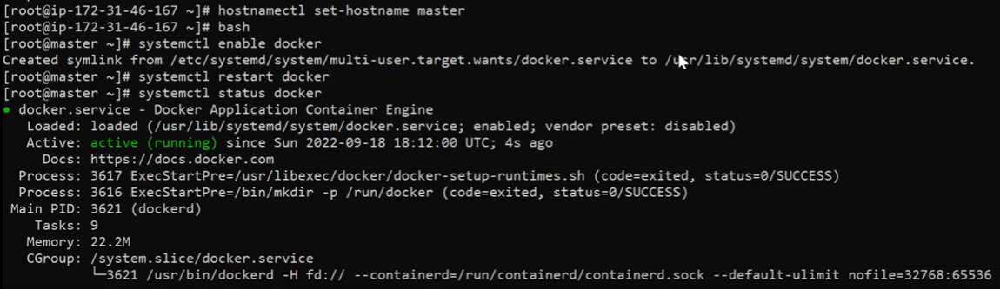 [root@ip-172-31-46-167 ~]# hostnamectl set-hostname master
[root@ip-172-31-46-167 ~]# bash
[root@master ~]# systemctl enable docker
Created symlink from /etc/systemd/system/multi-user.target.wants/docker.service to /usr/lib/systemd/system/docker.service.
[root@master ~]# systemctl restart docker
[root@master ~]# systemctl status docker
● docker.service - Docker Application Container Engine
Loaded: loaded (/usr/lib/systemd/system/docker.service; enabled; vendor preset: disabled)
Active: active (running) since Sun 2022-09-18 18:12:00 UTC; 4s ago
Docs: https://docs.docker.com
Process: 3617 ExecStartPre=/usr/libexec/docker/docker-setup-runtimes.sh (code=exited, status=0/SUCCESS)
Process: 3616 ExecStartPre=/bin/mkdir -p /run/docker (code=exited, status=0/SUCCESS)
Main PID: 3621 (dockerd)
Tasks: 9
Memory: 22.2M
CGroup: /system.slice/docker.service
└─3621 /usr/bin/dockerd -H fd:// --containerd=/run/containerd/containerd.sock --default-ulimit nofile=32768:65536